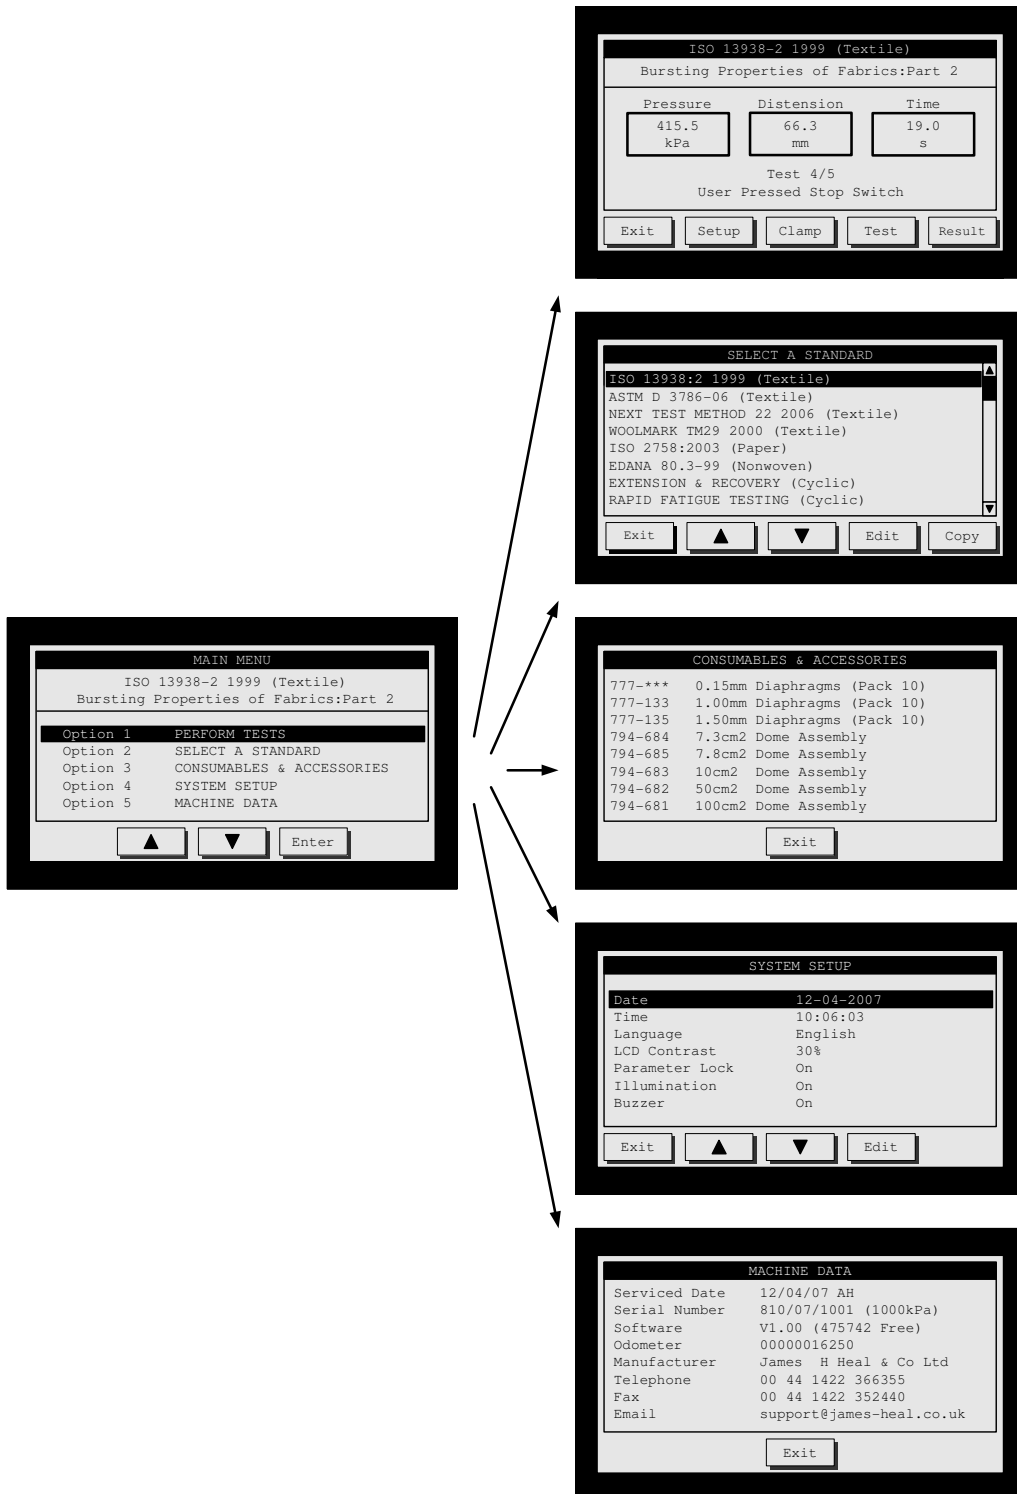 ISO 13938-2 1999 (Textile)
Bursting Properties of Fabrics:Part 2
Pressure Distension Time
415.5 66.3 19.0
kPa mm s
Test 4/5
User Pressed Stop Switch
Exit Setup Clamp Test Result
SELECT A STANDARD
ISO 13938:2 1999 (Textile)
ASTM D 3786-06 (Textile)
NEXT TEST METHOD 22 2006 (Textile)
WOOLMARK TM29 2000 (Textile)
ISO 2758:2003 (Paper)
EDANA 80.3-99 (Nonwoven)
EXTENSION & RECOVERY (Cyclic)
RAPID FATIGUE TESTING (Cyclic)
Exit ▲ ▼ Edit Copy
MAIN MENU
ISO 13938-2 1999 (Textile)
Bursting Properties of Fabrics:Part 2
Option 1 PERFORM TESTS
Option 2 SELECT A STANDARD
Option 3 CONSUMABLES & ACCESSORIES
Option 4 SYSTEM SETUP
Option 5 MACHINE DATA
▲ ▼ Enter
CONSUMABLES & ACCESSORIES
777-*** 0.15mm Diaphragms (Pack 10)
777-133 1.00mm Diaphragms (Pack 10)
777-135 1.50mm Diaphragms (Pack 10)
794-684 7.3cm2 Dome Assembly
794-685 7.8cm2 Dome Assembly
794-683 10cm2 Dome Assembly
794-682 50cm2 Dome Assembly
794-681 100cm2 Dome Assembly
Exit
SYSTEM SETUP
Date 12-04-2007
Time 10:06:03
Language English
LCD Contrast 30%
Parameter Lock On
Illumination On
Buzzer On
Exit ▲ ▼ Edit
MACHINE DATA
Serviced Date 12/04/07 AH
Serial Number 810/07/1001 (1000kPa)
Software V1.00 (475742 Free)
Odometer 00000016250
Manufacturer James H Heal & Co Ltd
Telephone 00 44 1422 366355
Fax 00 44 1422 352440
Email support@james-heal.co.uk
Exit